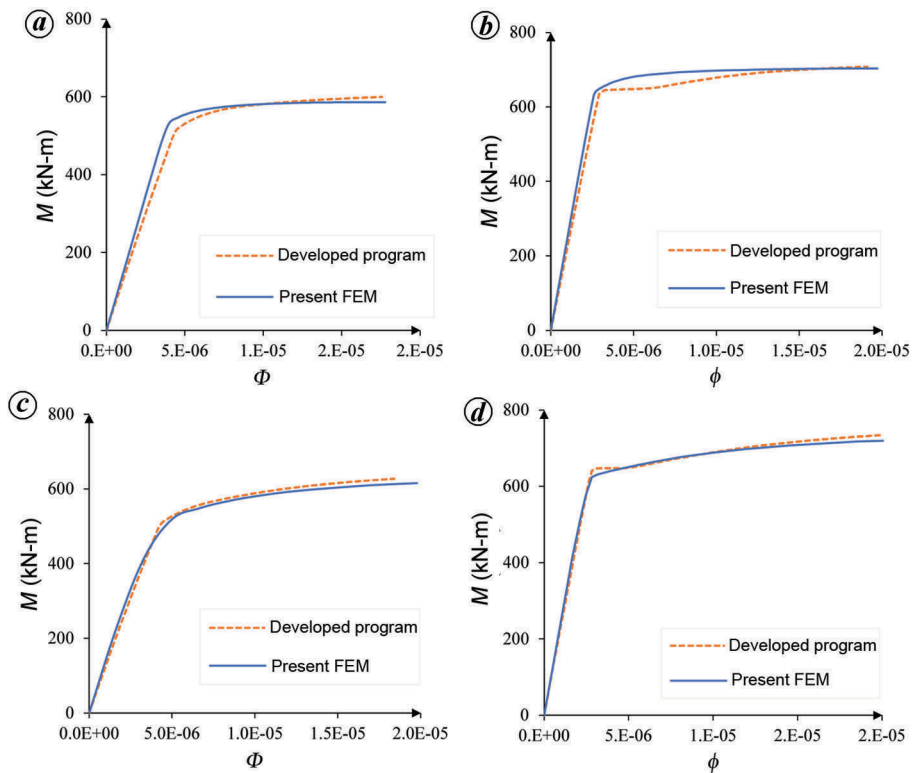 a
800
600
400
200
0
M (kN-m)
Developed program
Present FEM
0.E+00 5.E-06 1.E-05 2.E-05 2.E-05
Φ
b
800
600
400
200
0
M (kN-m)
Developed program
Present FEM
0.0E+00 5.0E-06 1.0E-05 1.5E-05 2.0E-05
ϕ
c
800
600
400
200
0
M (kN-m)
Developed program
Present FEM
0.0E+00 5.0E-06 1.0E-05 1.5E-05 2.0E-05
Φ
d
800
600
400
200
0
M (kN-m)
Developed program
Present FEM
0.E+00 5.E-06 1.E-05 2.E-05 2.E-05
ϕ